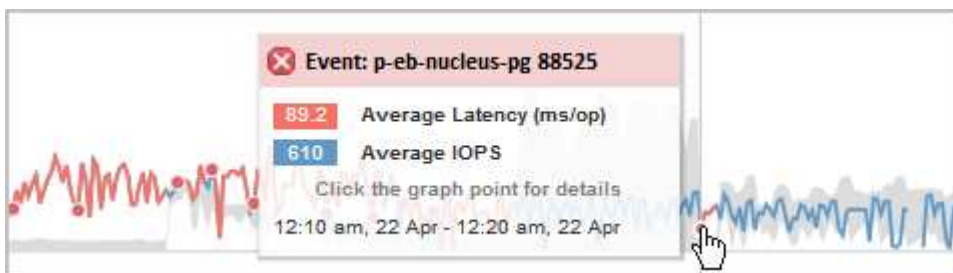 Event: p-eb-nucleus-pg 88525
89.2 Average Latency (ms/op)
610 Average IOPS
Click the graph point for details
12:10 am, 22 Apr - 12:20 am, 22 Apr